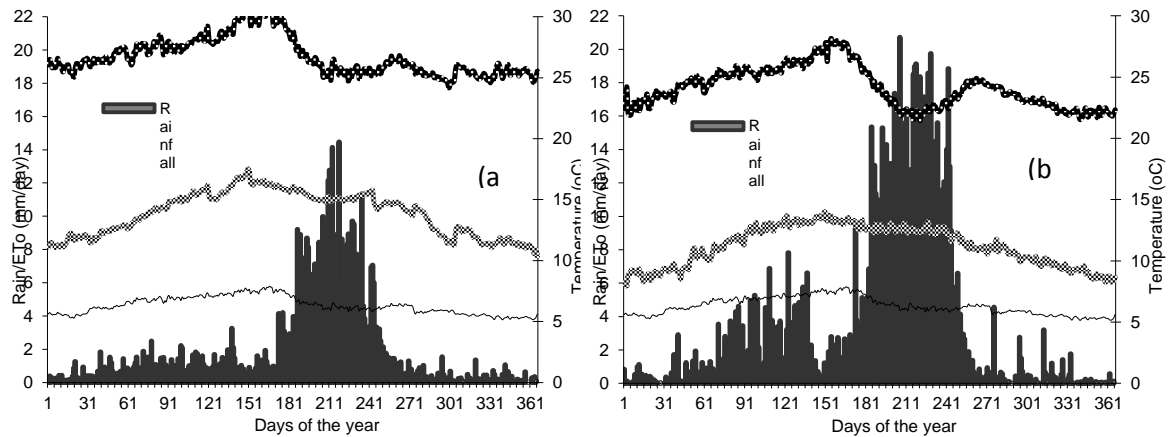 22
20
18
16
14
12
10
8
6
4
2
0
Rain/ETo (mm/day)
30
25
20
15
10
5
0
Temperature (oC)
R
ai
nf
all
(a
1 31 61 91 121 151 181 211 241 271 301 331 361
Days of the year
22
20
18
16
14
12
10
8
6
4
2
0
Rain/ETo (mm/day)
30
25
20
15
10
5
0
Temperature (oC)
R
ai
nf
all
(b
1 31 61 91 121 151 181 211 241 271 301 331 361
Days of the year